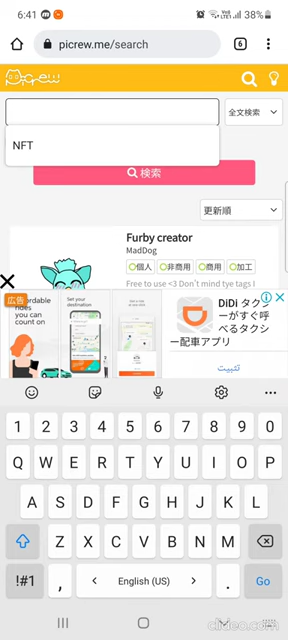 6:41
38%
picrew.me/search
6
Picrew
全文検索
NFT
検索
更新順
Furby creator
MadDog
個人 非商用 商用 加工
Free to use <3 Don't mind tye tags I
広告
ordable
rides
you can
count on
Set your
destination
DiDi タク
ーがすぐ呼
べるタクシ
ー配車アプリ
تثبيت
1 2 3 4 5 6 7 8 9 0
Q W E R T Y U I O P
A S D F G H J K L
Z X C V B N M
!#1 , < English (US) > . Go
clideo.com